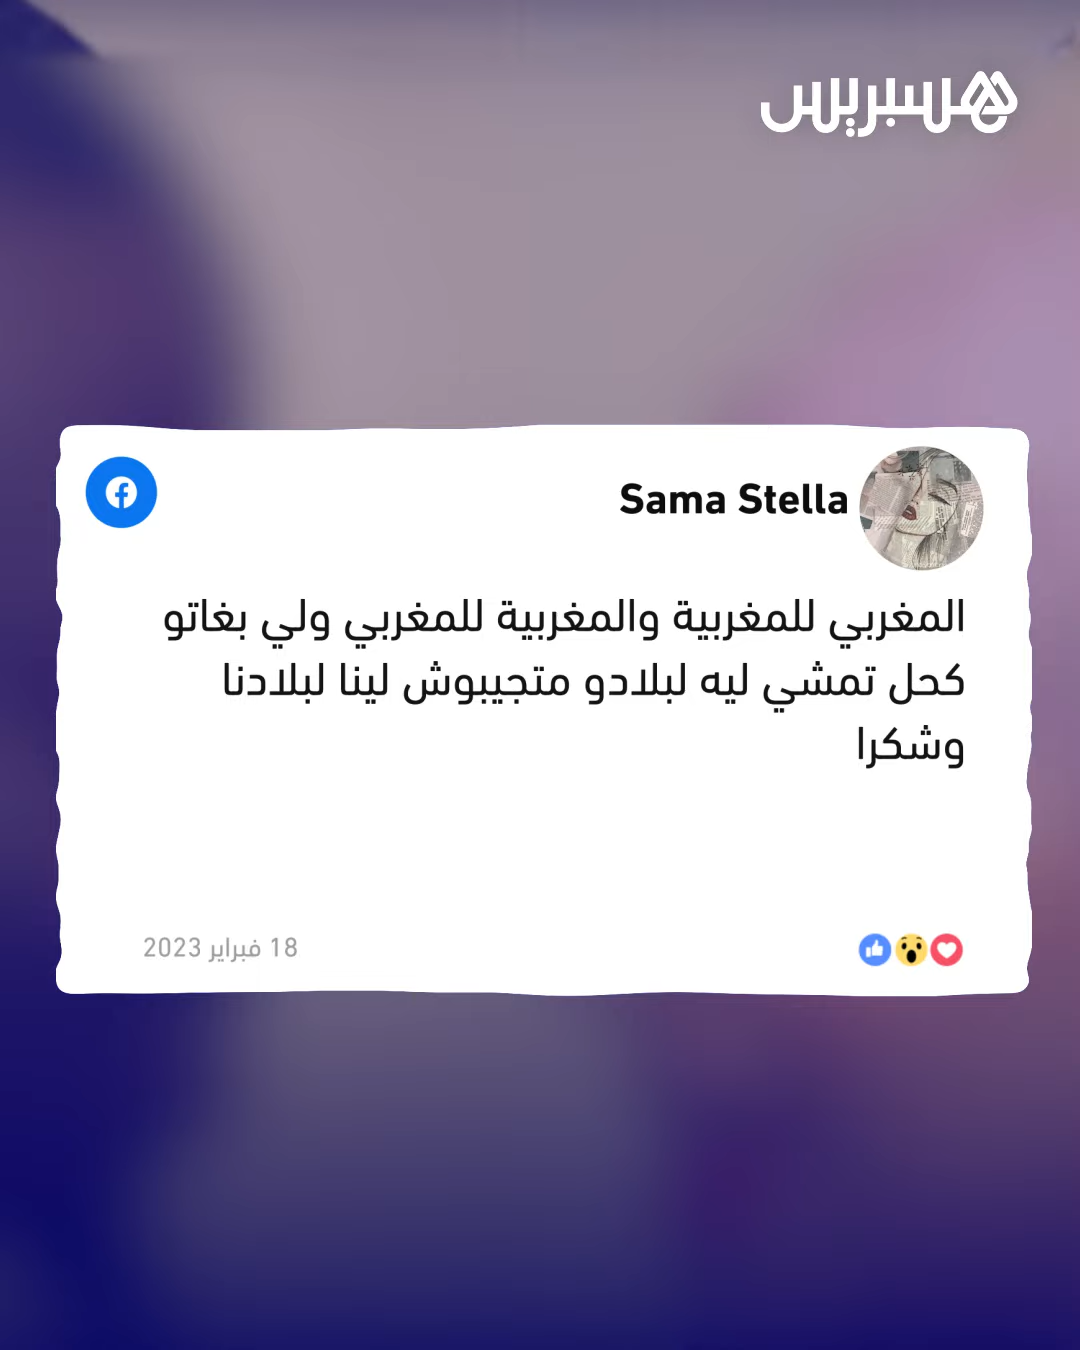 هسبريس
Sama Stella
المغربي للمغربية والمغربية للمغربي ولي بغاتو
كحل تمشي ليه لبلادو متجيبوش لينا لبلادنا
وشكرا
18 فبراير 2023